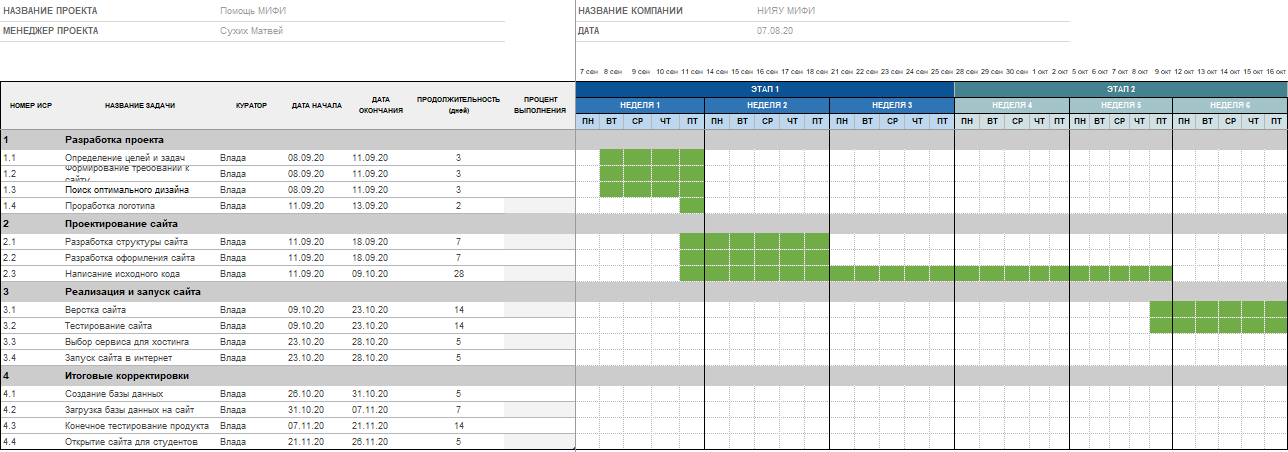 НАЗВАНИЕ ПРОЕКТА Помощь МИФИ НАЗВАНИЕ КОМПАНИИ НИЯУ МИФИ
МЕНЕДЖЕР ПРОЕКТА Сухих Матвей ДАТА 07.08.20
7 сен 8 сен 9 сен 10 сен 11 сен 14 сен 15 сен 16 сен 17 сен 18 сен 21 сен 22 сен 23 сен 24 сен 25 сен 28 сен 29 сен 30 сен 1 окт 2 окт 5 окт 6 окт 7 окт 8 окт 9 окт 12 окт 13 окт 14 окт 15 окт 16 окт
НОМЕР ИСР НАЗВАНИЕ ЗАДАЧИ КУРАТОР ДАТА НАЧАЛА ДАТА ОКОНЧАНИЯ ПРОДОЛЖИТЕЛЬНОСТЬ (дней) ПРОЦЕНТ ВЫПОЛНЕНИЯ
ЭТАП 1 ЭТАП 2
НЕДЕЛЯ 1 НЕДЕЛЯ 2 НЕДЕЛЯ 3 НЕДЕЛЯ 4 НЕДЕЛЯ 5 НЕДЕЛЯ 6
ПН ВТ СР ЧТ ПТ ПН ВТ СР ЧТ ПТ ПН ВТ СР ЧТ ПТ ПН ВТ СР ЧТ ПТ ПН ВТ СР ЧТ ПТ ПН ВТ СР ЧТ ПТ
1 Разработка проекта
1.1 Определение целей и задач Влада 08.09.20 11.09.20 3
1.2 Формирование требований к сайту Влада 08.09.20 11.09.20 3
1.3 Поиск оптимального дизайна Влада 08.09.20 11.09.20 3
1.4 Проработка логотипа Влада 11.09.20 13.09.20 2
2 Проектирование сайта
2.1 Разработка структуры сайта Влада 11.09.20 18.09.20 7
2.2 Разработка оформления сайта Влада 11.09.20 18.09.20 7
2.3 Написание исходного кода Влада 11.09.20 09.10.20 28
3 Реализация и запуск сайта
3.1 Верстка сайта Влада 09.10.20 23.10.20 14
3.2 Тестирование сайта Влада 09.10.20 23.10.20 14
3.3 Выбор сервиса для хостинга Влада 23.10.20 28.10.20 5
3.4 Запуск сайта в интернет Влада 23.10.20 28.10.20 5
4 Итоговые корректировки
4.1 Создание базы данных Влада 26.10.20 31.10.20 5
4.2 Загрузка базы данных на сайт Влада 31.10.20 07.11.20 7
4.3 Конечное тестирование продукта Влада 07.11.20 21.11.20 14
4.4 Открытие сайта для студентов Влада 21.11.20 26.11.20 5